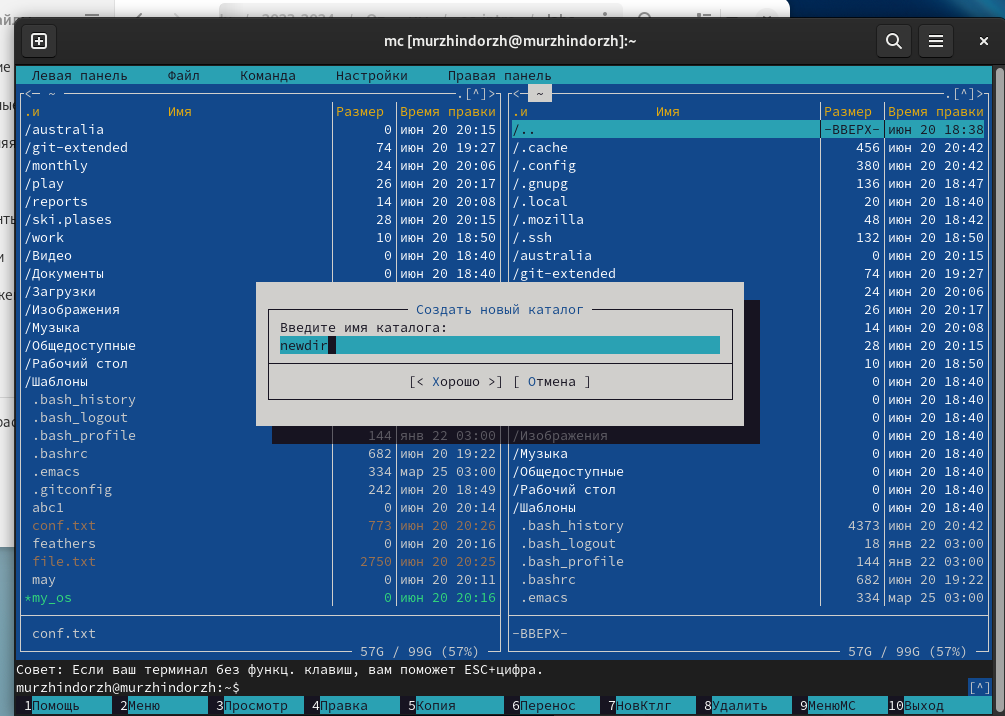 mc [murzhindorzh@murzhindorzh]:~
Левая панель Файл Команда Настройки Правая панель
<─ ~ .[^]> <─ ~ .[^]>
.и Имя Размер Время правки .и Имя Размер Время правки
/australia 0 июн 20 20:15 /.. -ВВЕРХ- июн 20 18:38
/git-extended 74 июн 20 19:27 /.cache 456 июн 20 20:42
/monthly 24 июн 20 20:06 /.config 380 июн 20 20:42
/play 26 июн 20 20:17 /.gnupg 136 июн 20 18:47
/reports 14 июн 20 20:08 /.local 20 июн 20 18:40
/ski.plases 28 июн 20 20:15 /.mozilla 48 июн 20 18:42
/work 10 июн 20 18:50 /.ssh 132 июн 20 18:50
/Видео 0 июн 20 18:40 /australia 0 июн 20 20:15
/Документы 0 июн 20 18:40 /git-extended 74 июн 20 19:27
/Загрузки 24 июн 20 20:06
/Изображения Создать новый каталог 26 июн 20 20:17
/Музыка Введите имя каталога: 14 июн 20 20:08
/Общедоступные newdir 28 июн 20 20:15
/Рабочий стол 10 июн 20 18:50
/Шаблоны [< Хорошо >] [ Отмена ] 0 июн 20 18:40
.bash_history 0 июн 20 18:40
.bash_logout 0 июн 20 18:40
.bash_profile 144 янв 22 03:00 /Изображения 0 июн 20 18:40
.bashrc 682 июн 20 19:22 /Музыка 0 июн 20 18:40
.emacs 334 мар 25 03:00 /Общедоступные 0 июн 20 18:40
.gitconfig 242 июн 20 18:49 /Рабочий стол 0 июн 20 18:40
abc1 0 июн 20 20:14 /Шаблоны 0 июн 20 18:40
conf.txt 773 июн 20 20:26 .bash_history 4373 июн 20 20:42
feathers 0 июн 20 20:16 .bash_logout 18 янв 22 03:00
file.txt 2750 июн 20 20:25 .bash_profile 144 янв 22 03:00
may 0 июн 20 20:11 .bashrc 682 июн 20 19:22
*my_os 0 июн 20 20:16 .emacs 334 мар 25 03:00
conf.txt -ВВЕРХ-
57G / 99G (57%) 57G / 99G (57%)
Совет: Если ваш терминал без функц. клавиш, вам поможет ESC+цифра.
murzhindorzh@murzhindorzh:~$ [^]
1Помощь 2Меню 3Просмотр 4Правка 5Копия 6Перенос 7НовКтлг 8Удалить 9МенюМС 10Выход